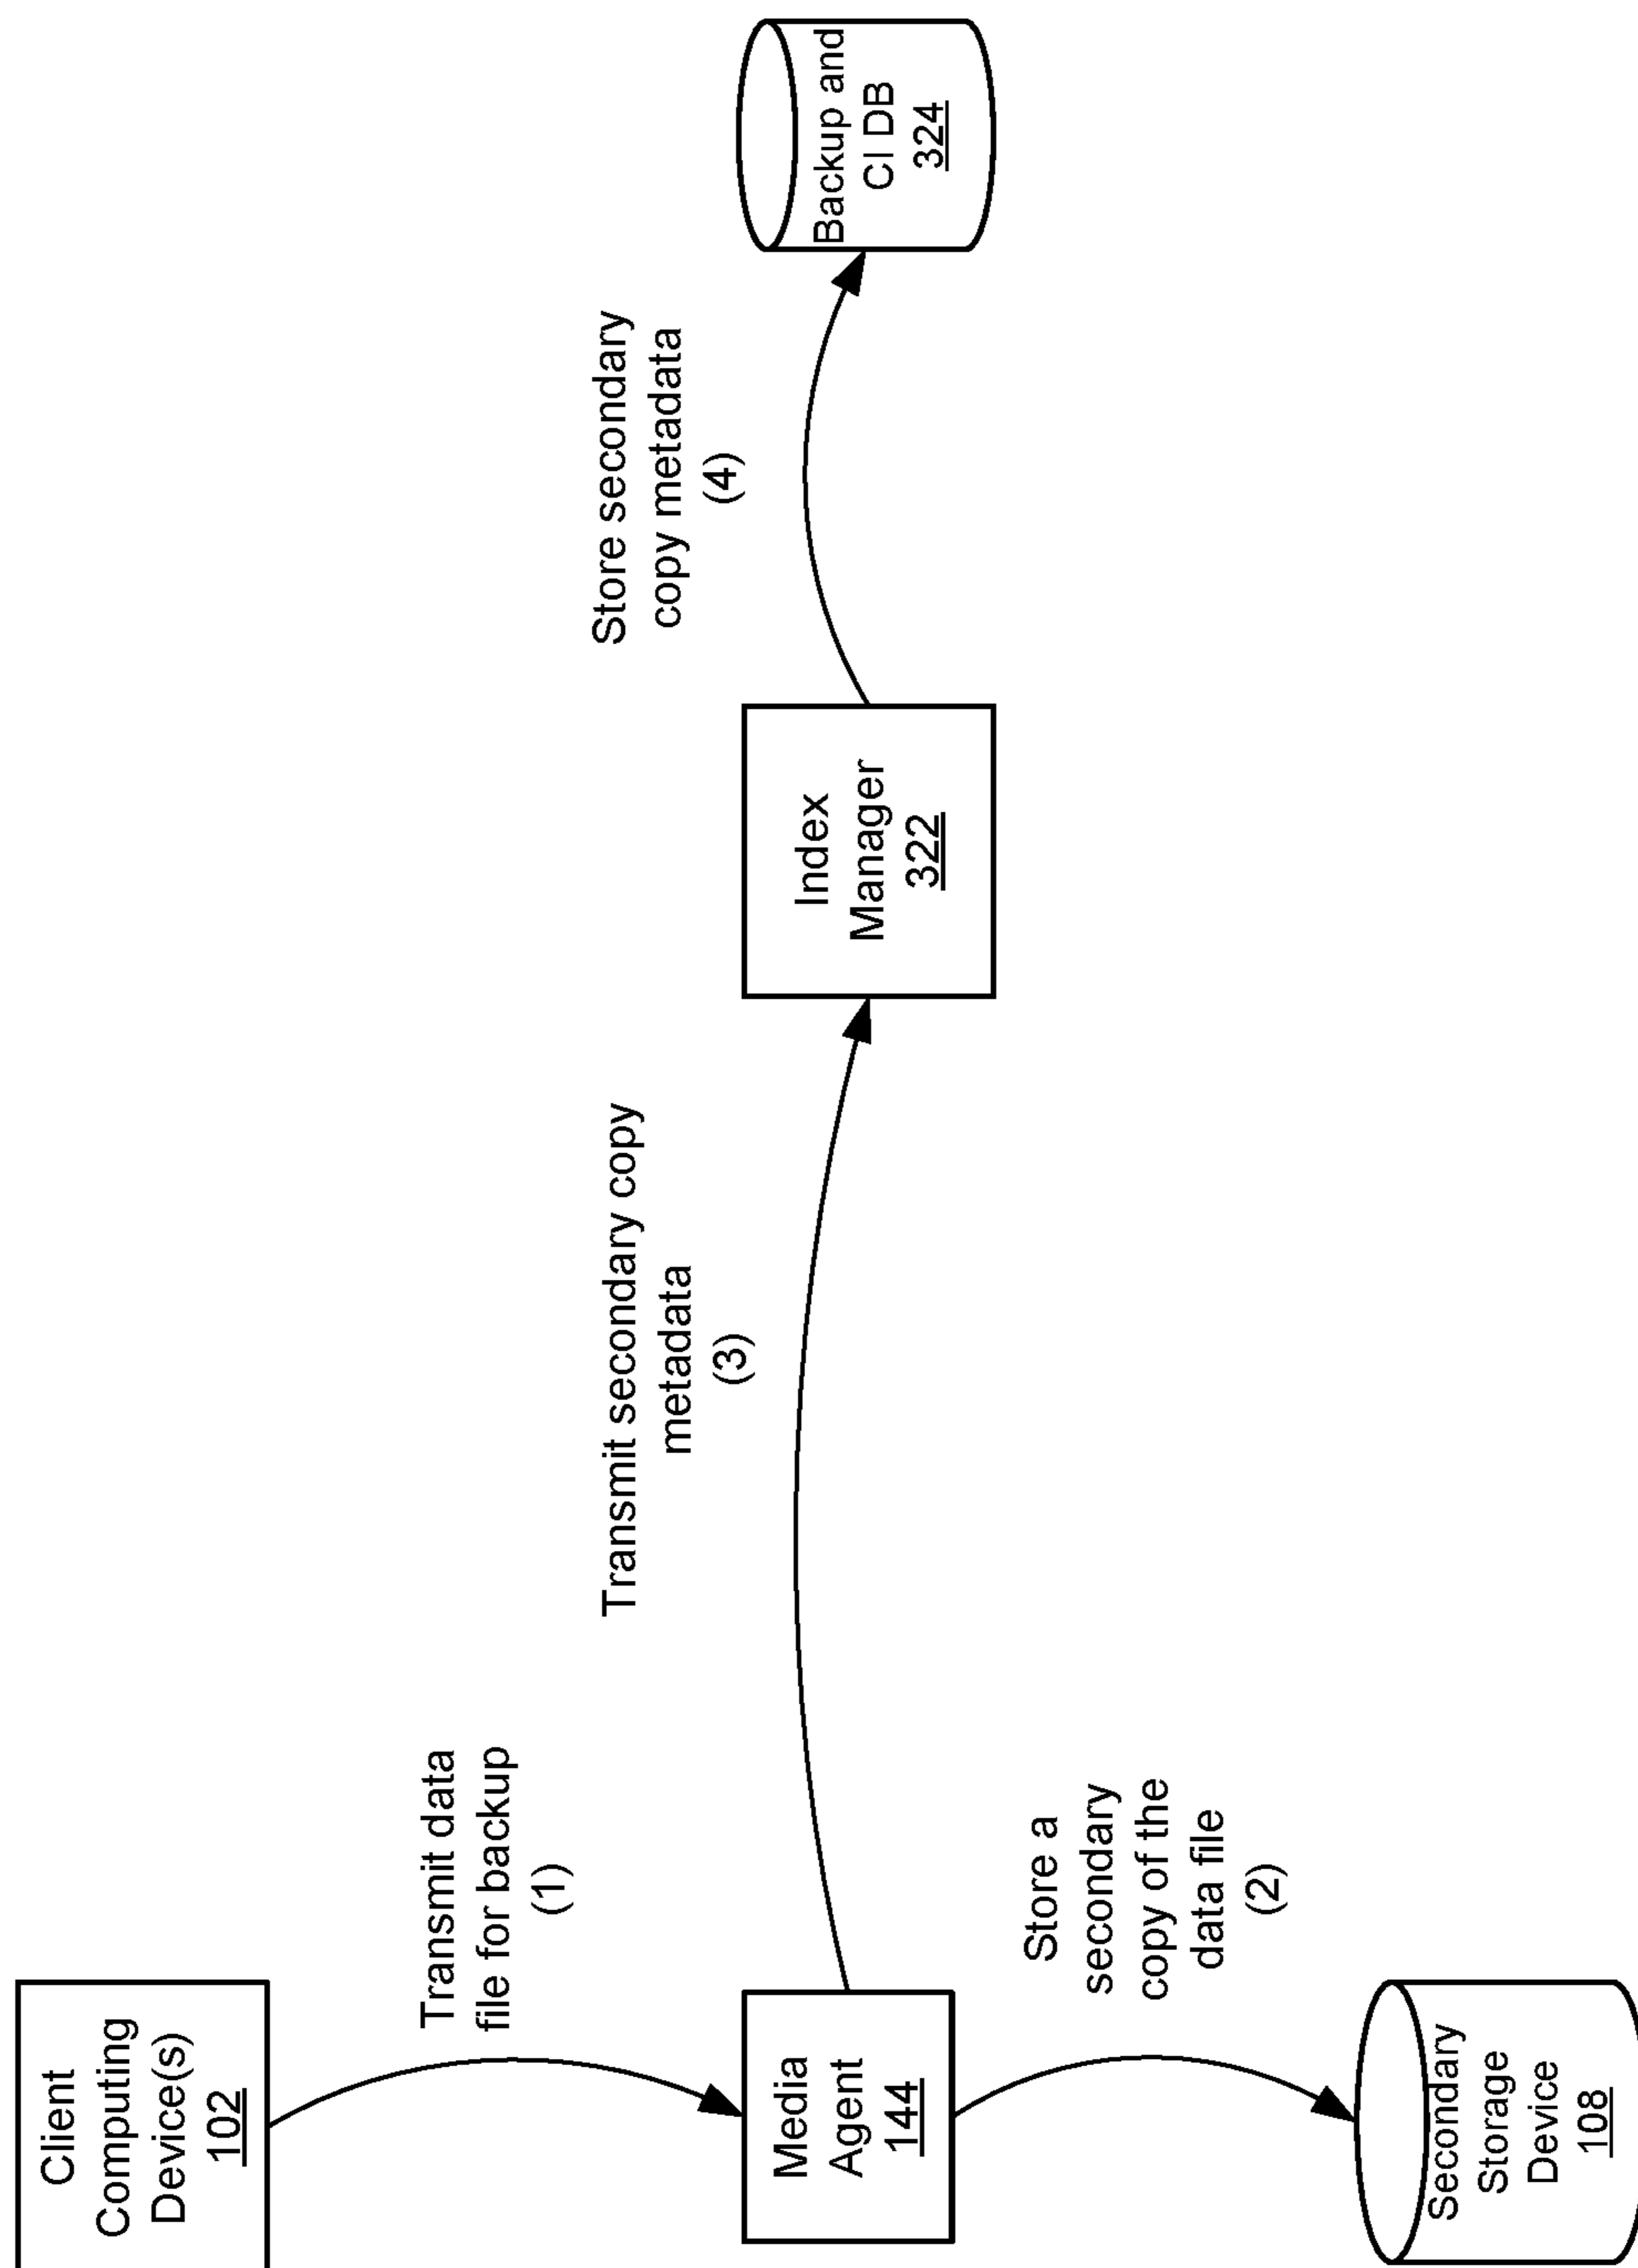 Client
Computing
Device(s)
102
Transmit data
file for backup
(1)
Media
Agent
144
Store a
secondary
copy of the
data file
(2)
Secondary
Storage
Device
108
Transmit secondary copy
metadata
(3)
Index
Manager
322
Store secondary
copy metadata
(4)
Backup and
CI DB
324